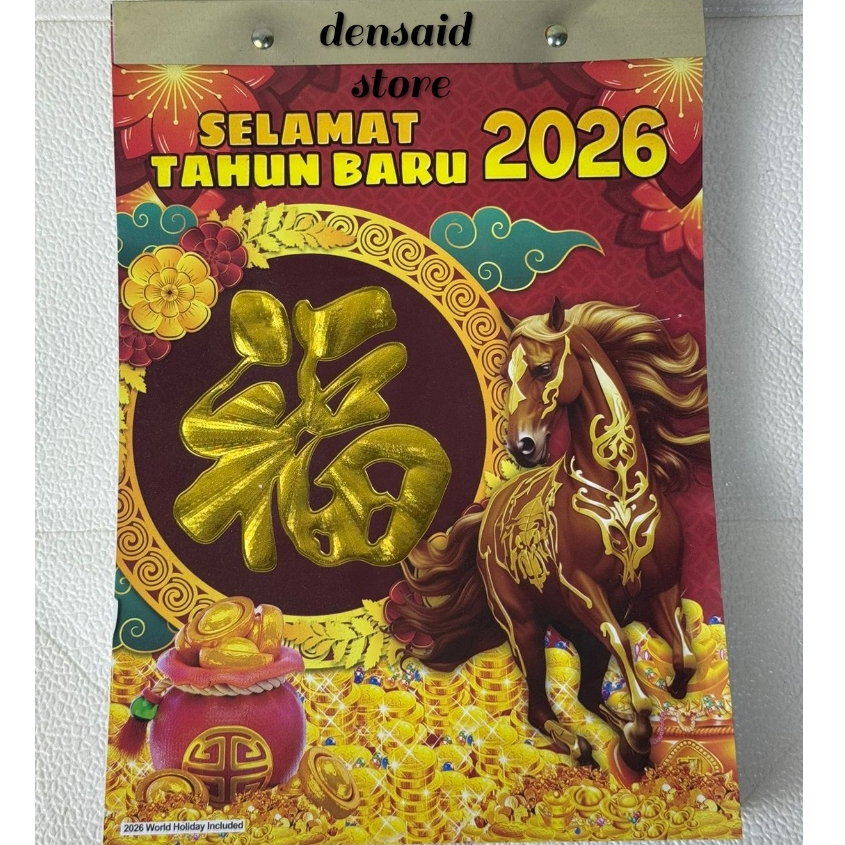 densaid
store
SELAMAT
TAHUN BARU 2026
福
2026 World Holiday Included